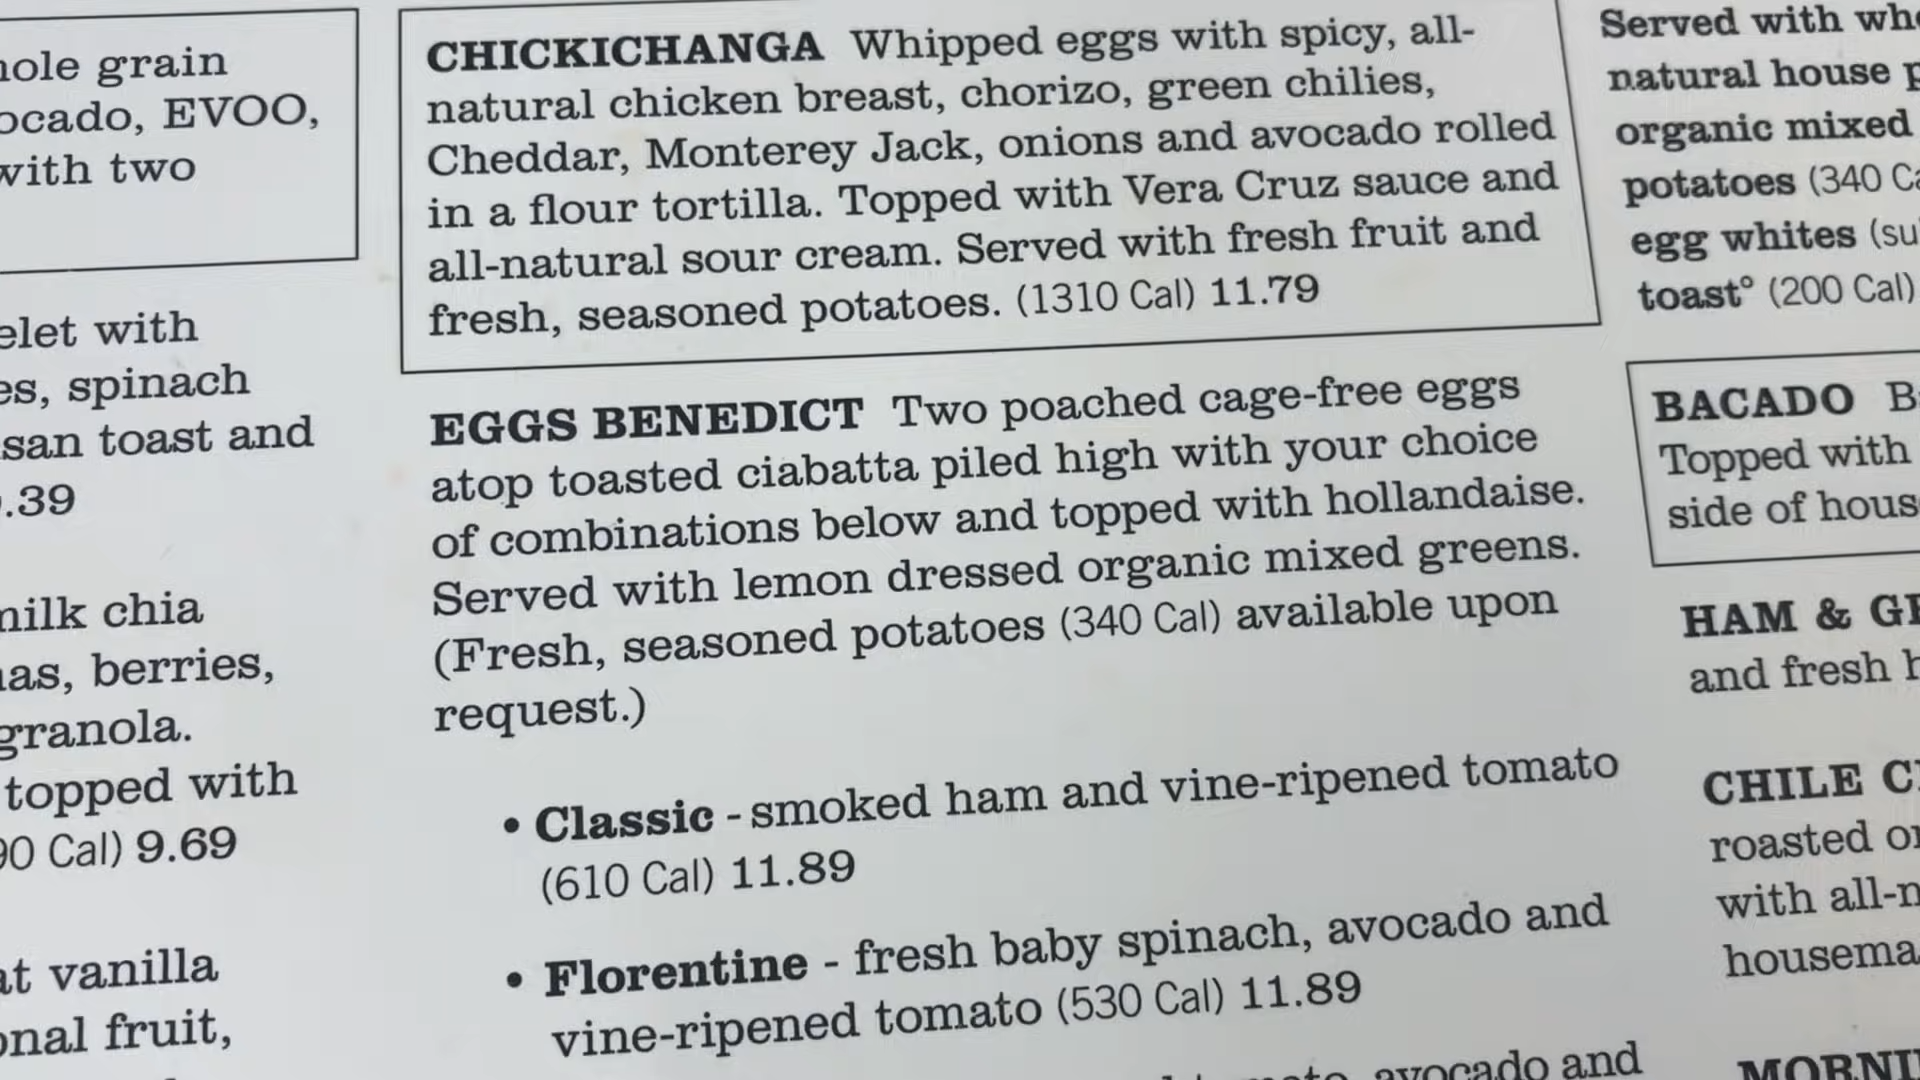 hole grain
ocado, EVOO,
with two
elet with
es, spinach
san toast and
.39
milk chia
as, berries,
granola.
topped with
90 Cal) 9.69
at vanilla
onal fruit,
CHICKICHANGA Whipped eggs with spicy, all-
natural chicken breast, chorizo, green chilies,
Cheddar, Monterey Jack, onions and avocado rolled
in a flour tortilla. Topped with Vera Cruz sauce and
all-natural sour cream. Served with fresh fruit and
fresh, seasoned potatoes. (1310 Cal) 11.79
EGGS BENEDICT Two poached cage-free eggs
atop toasted ciabatta piled high with your choice
of combinations below and topped with hollandaise.
Served with lemon dressed organic mixed greens.
(Fresh, seasoned potatoes (340 Cal) available upon
request.)
• Classic - smoked ham and vine-ripened tomato
(610 Cal) 11.89
• Florentine - fresh baby spinach, avocado and
vine-ripened tomato (530 Cal) 11.89
avocado and
Served with who
natural house p
organic mixed
potatoes (340 Ca
egg whites (su
toast° (200 Cal)
BACADO B
Topped with
side of hous
HAM & G
and fresh h
CHILE C
roasted o
with all-n
housema
MORNI